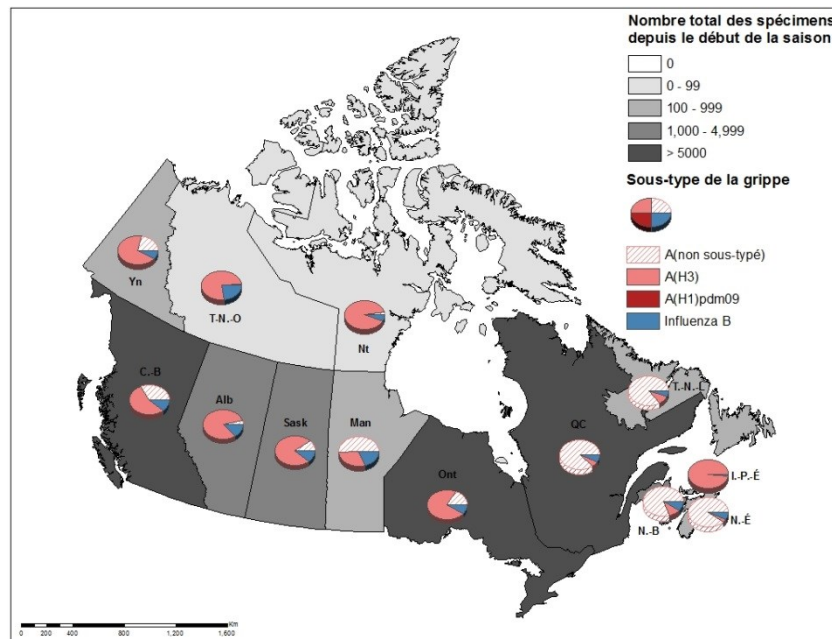 Nombre total des spécimens
depuis le début de la saison
0
0 - 99
100 - 999
1,000 - 4,999
> 5000
Sous-type de la grippe
A(non sous-typé)
A(H3)
A(H1)pdm09
Influenza B
Yn
T-N.-O
Nt
C.-B
Alb
Sask
Man
Ont
QC
T.-N.-L
I.-P.-É
N.-B
N.-É
Km
0 200 400 800 1,200 1,600